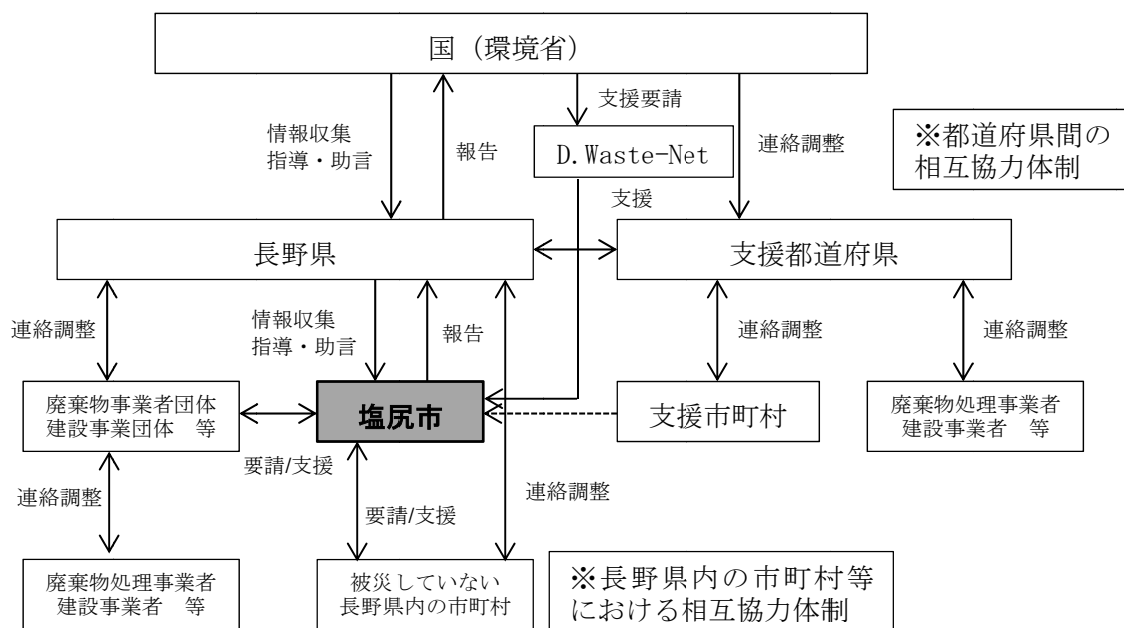 国（環境省）
支援要請
情報収集
指導・助言
報告
D.Waste-Net
連絡調整
※都道府県間の
相互協力体制
支援
長野県
支援都道府県
連絡調整
情報収集
指導・助言
報告
連絡調整
連絡調整
廃棄物事業者団体
建設事業団体　等
塩尻市
支援市町村
廃棄物処理事業者
建設事業者　等
要請/支援
連絡調整
要請/支援
連絡調整
廃棄物処理事業者
建設事業者　等
被災していない
長野県内の市町村
※長野県内の市町村等
における相互協力体制